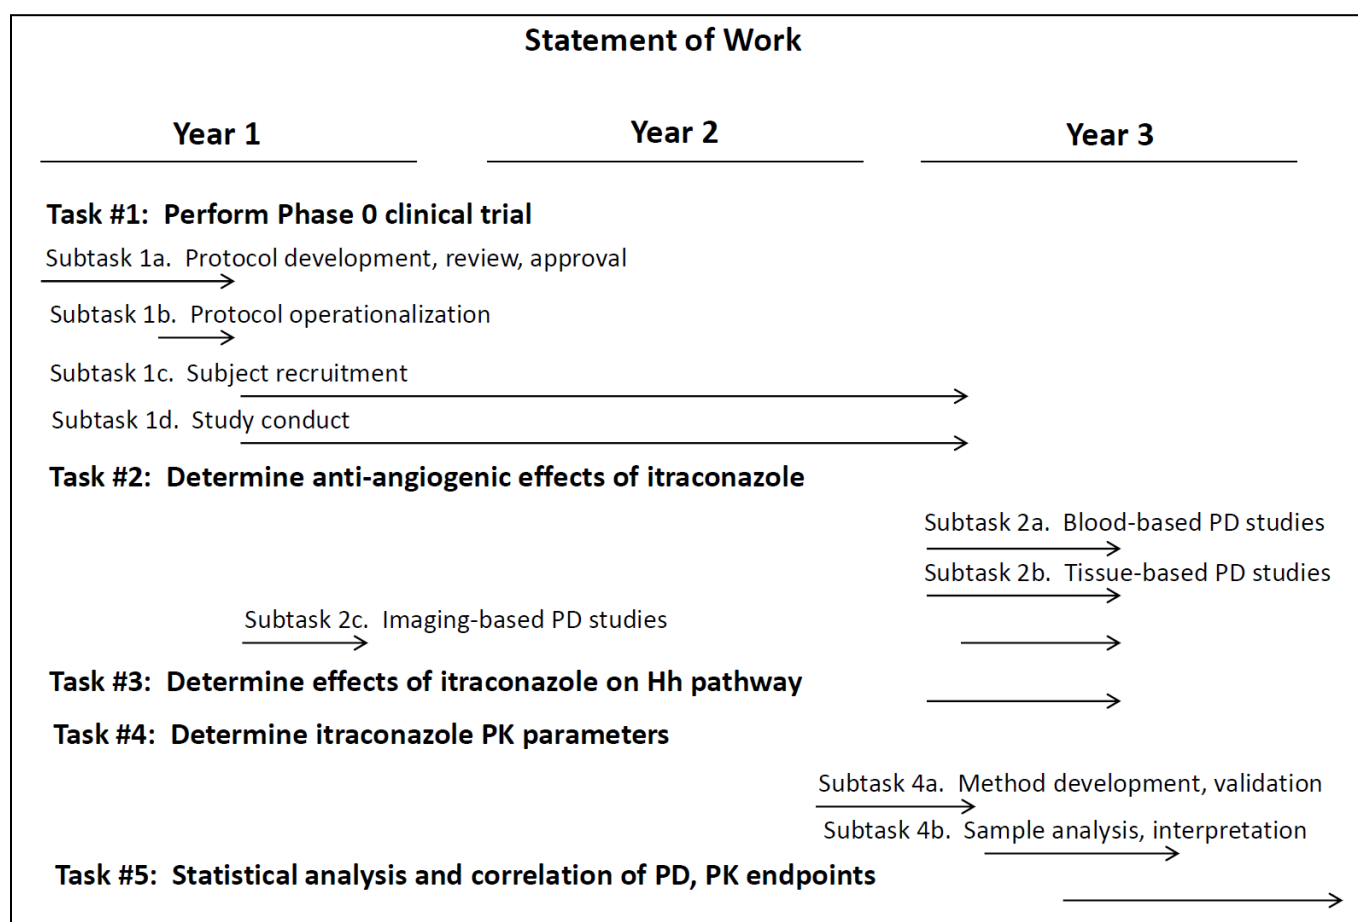 Statement of Work
Year 1 Year 2 Year 3
Task #1: Perform Phase 0 clinical trial
Subtask 1a. Protocol development, review, approval
Subtask 1b. Protocol operationalization
Subtask 1c. Subject recruitment
Subtask 1d. Study conduct
Task #2: Determine anti-angiogenic effects of itraconazole
Subtask 2a. Blood-based PD studies
Subtask 2b. Tissue-based PD studies
Subtask 2c. Imaging-based PD studies
Task #3: Determine effects of itraconazole on Hh pathway
Task #4: Determine itraconazole PK parameters
Subtask 4a. Method development, validation
Subtask 4b. Sample analysis, interpretation
Task #5: Statistical analysis and correlation of PD, PK endpoints